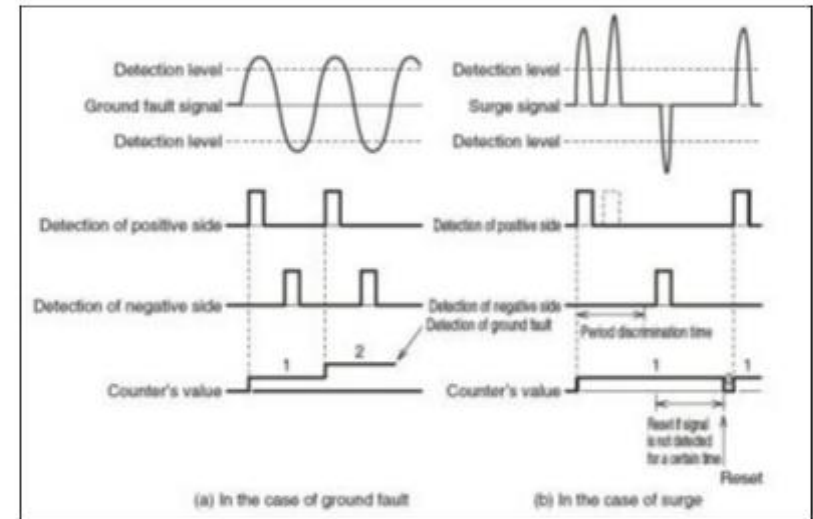 Detection level
Ground fault signal
Detection level
Detection of positive side
Detection of negative side
Detection of ground fault
1
2
Counter's value
(a) In the case of ground fault
Detection level
Surge signal
Detection level
Detection of positive side
Detection of negative side
Period discrimination time
1
1
Counter's value
Reset if signal
is not detected
for a certain time
Reset
(b) In the case of surge